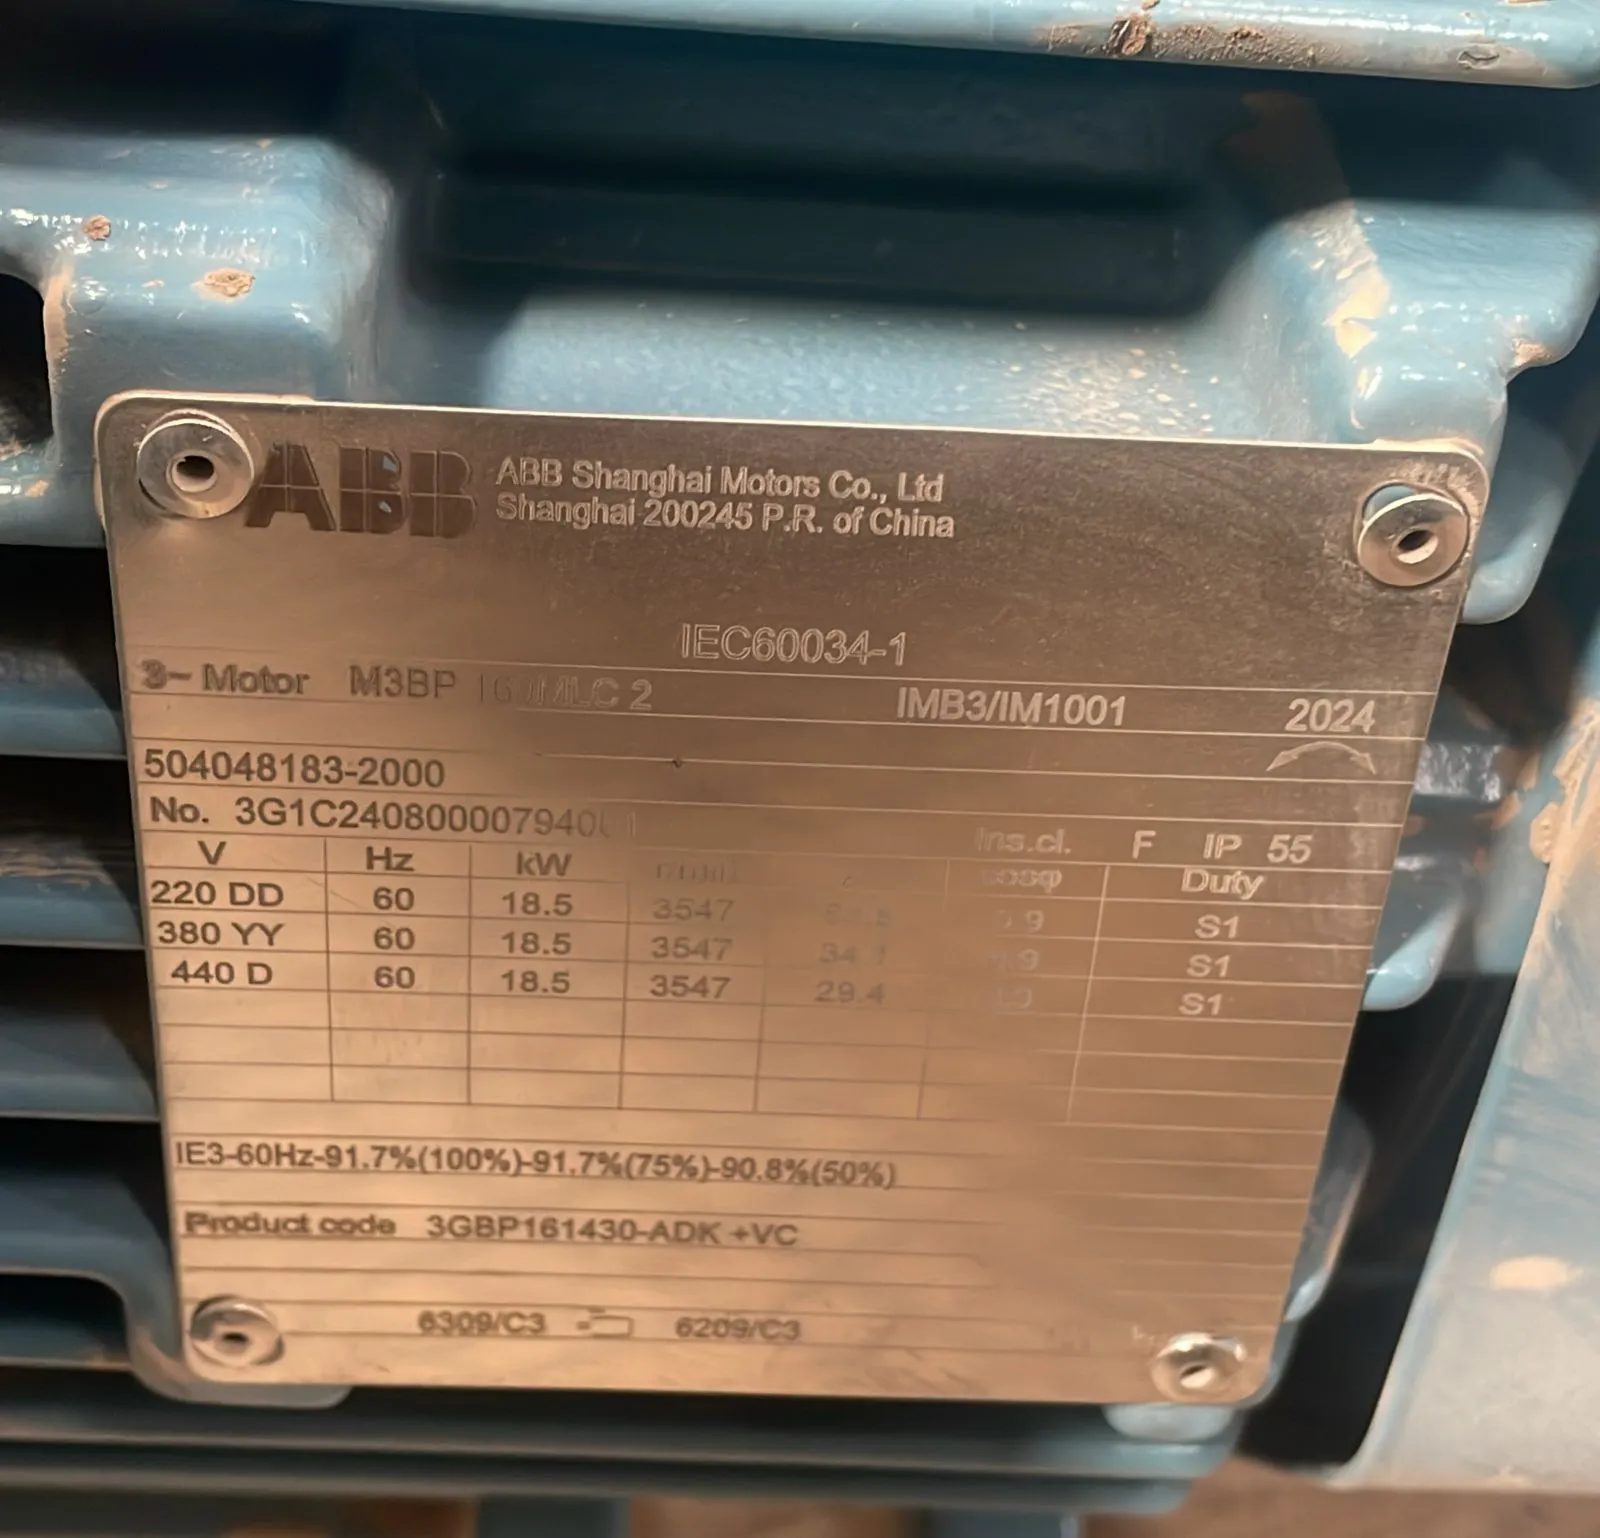 ABB ABB Shanghai Motors Co., Ltd
Shanghai 200245 P.R. of China
IEC60034-1
3~ Motor M3BP 2 IMB3/IM1001 2024
504048183-2000
No. Ins.cl. F IP 55
V Hz kW cosφ Duty
220 DD 60 18.5 3547 S1
380 YY 60 18.5 3547 S1
440 D 60 18.5 3547 29.4 S1
IE3-60Hz-91.7%(100%)-91.7%(75%)-90.8%(50%)
Product code 3GBP161430-ADK +VC
6309/C3 6209/C3